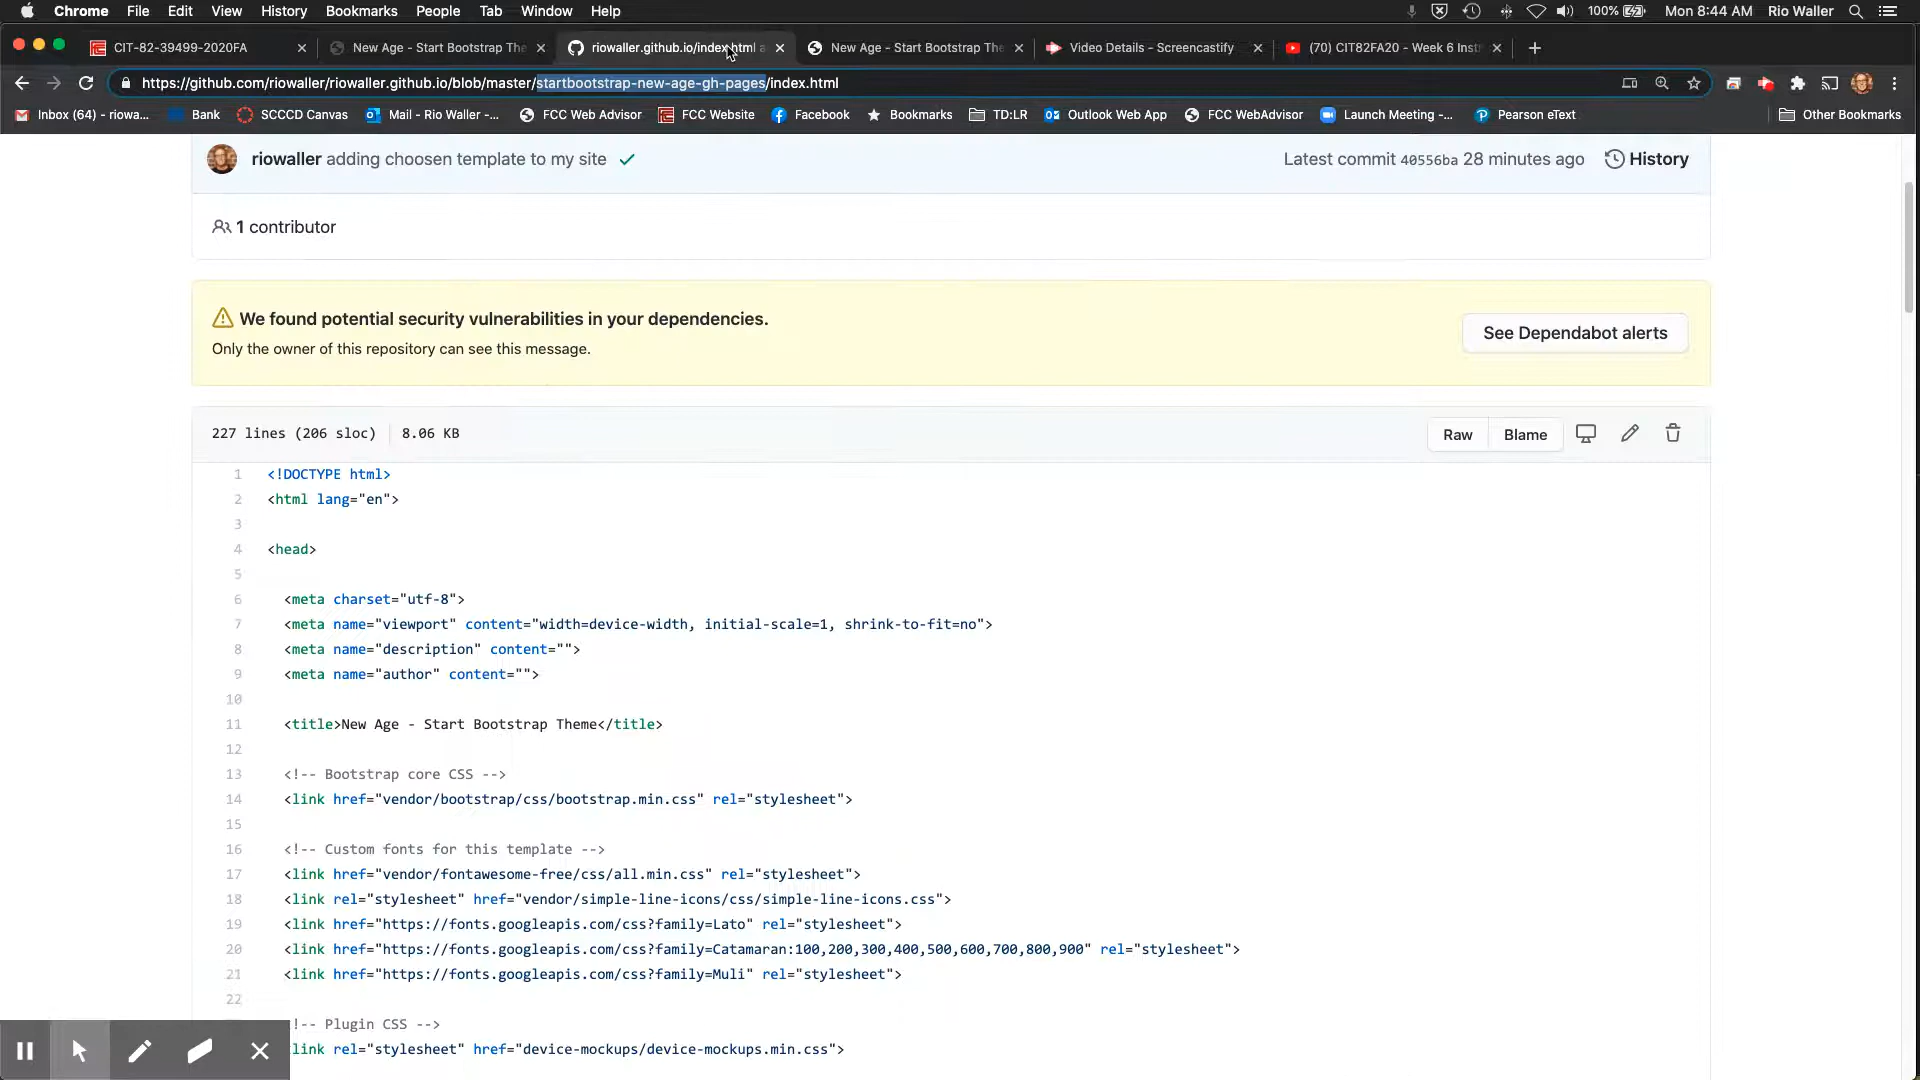 Chrome File Edit View History Bookmarks People Tab Window Help 100% Mon 8:44 AM Rio Waller
CIT-82-39499-2020FA New Age - Start Bootstrap The riowaller.github.io/index.html a New Age - Start Bootstrap The Video Details - Screencastify (70) CIT82FA20 - Week 6 Instr
https://github.com/riowaller/riowaller.github.io/blob/master/startbootstrap-new-age-gh-pages/index.html
Inbox (64) - riowa... Bank SCCCD Canvas Mail - Rio Waller -... FCC Web Advisor FCC Website Facebook Bookmarks TD:LR Outlook Web App FCC WebAdvisor Launch Meeting -... Pearson eText Other Bookmarks
riowaller adding choosen template to my site Latest commit 40556ba 28 minutes ago History
1 contributor
We found potential security vulnerabilities in your dependencies.
Only the owner of this repository can see this message.
See Dependabot alerts
227 lines (206 sloc) 8.06 KB Raw Blame
1 <!DOCTYPE html>
2 <html lang="en">
3
4 <head>
5
6 <meta charset="utf-8">
7 <meta name="viewport" content="width=device-width, initial-scale=1, shrink-to-fit=no">
8 <meta name="description" content="">
9 <meta name="author" content="">
10
11 <title>New Age - Start Bootstrap Theme</title>
12
13 <!-- Bootstrap core CSS -->
14 <link href="vendor/bootstrap/css/bootstrap.min.css" rel="stylesheet">
15
16 <!-- Custom fonts for this template -->
17 <link href="vendor/fontawesome-free/css/all.min.css" rel="stylesheet">
18 <link rel="stylesheet" href="vendor/simple-line-icons/css/simple-line-icons.css">
19 <link href="https://fonts.googleapis.com/css?family=Lato" rel="stylesheet">
20 <link href="https://fonts.googleapis.com/css?family=Catamaran:100,200,300,400,500,600,700,800,900" rel="stylesheet">
21 <link href="https://fonts.googleapis.com/css?family=Muli" rel="stylesheet">
22
!-- Plugin CSS -->
link rel="stylesheet" href="device-mockups/device-mockups.min.css">